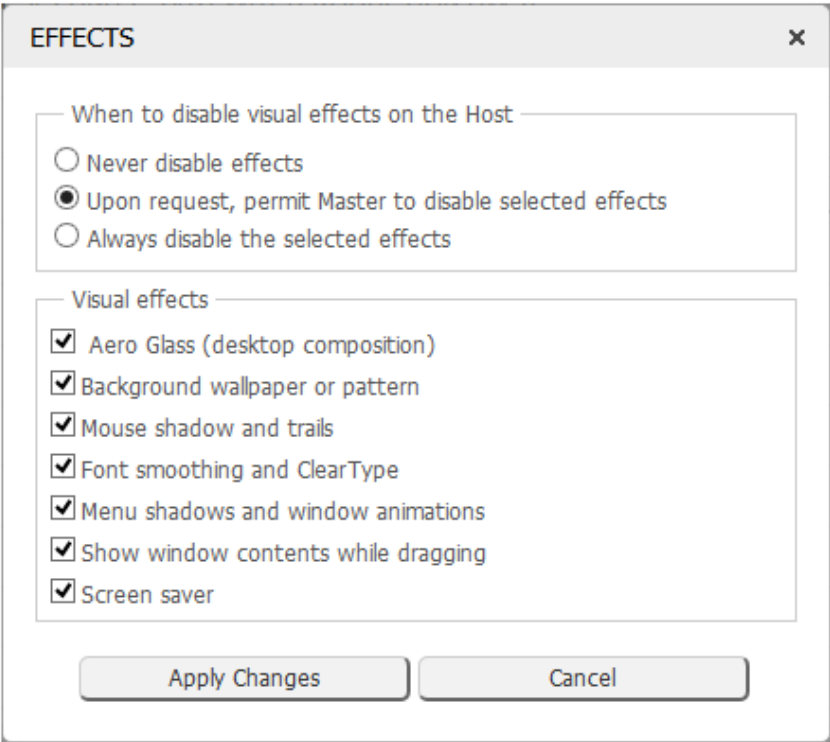 EFFECTS
When to disable visual effects on the Host
Never disable effects
Upon request, permit Master to disable selected effects
Always disable the selected effects
Visual effects
Aero Glass (desktop composition)
Background wallpaper or pattern
Mouse shadow and trails
Font smoothing and ClearType
Menu shadows and window animations
Show window contents while dragging
Screen saver
Apply Changes
Cancel